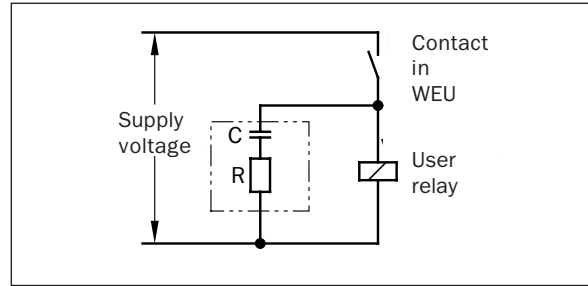 Contact
in
WEU
Supply
voltage
C
R
User
relay